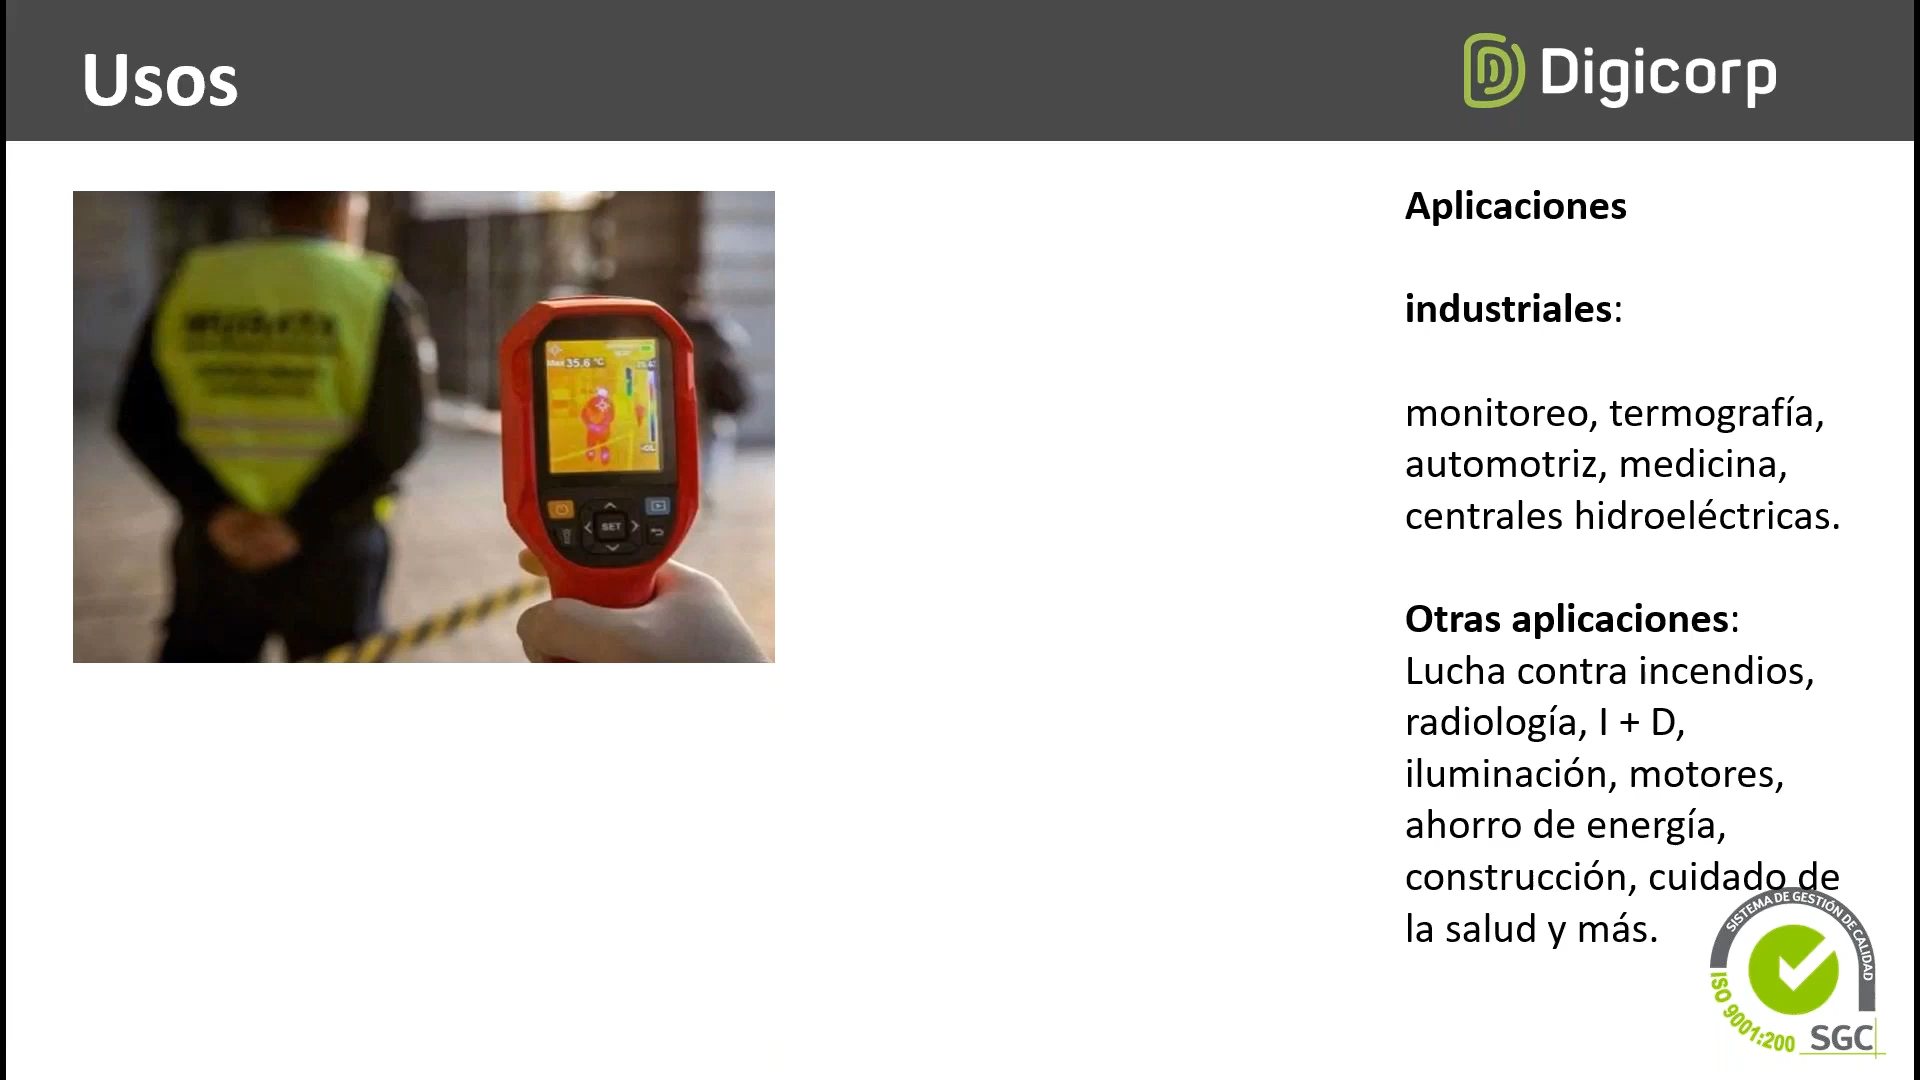 Usos
Digicorp
Max 35.6 °C
SET
Aplicaciones
industriales:
monitoreo, termografía,
automotriz, medicina,
centrales hidroeléctricas.
Otras aplicaciones:
Lucha contra incendios,
radiología, I + D,
iluminación, motores,
ahorro de energía,
construcción, cuidado de
la salud y más.
SISTEMA DE GESTIÓN DE CALIDAD
ISO 9001:200
SGC